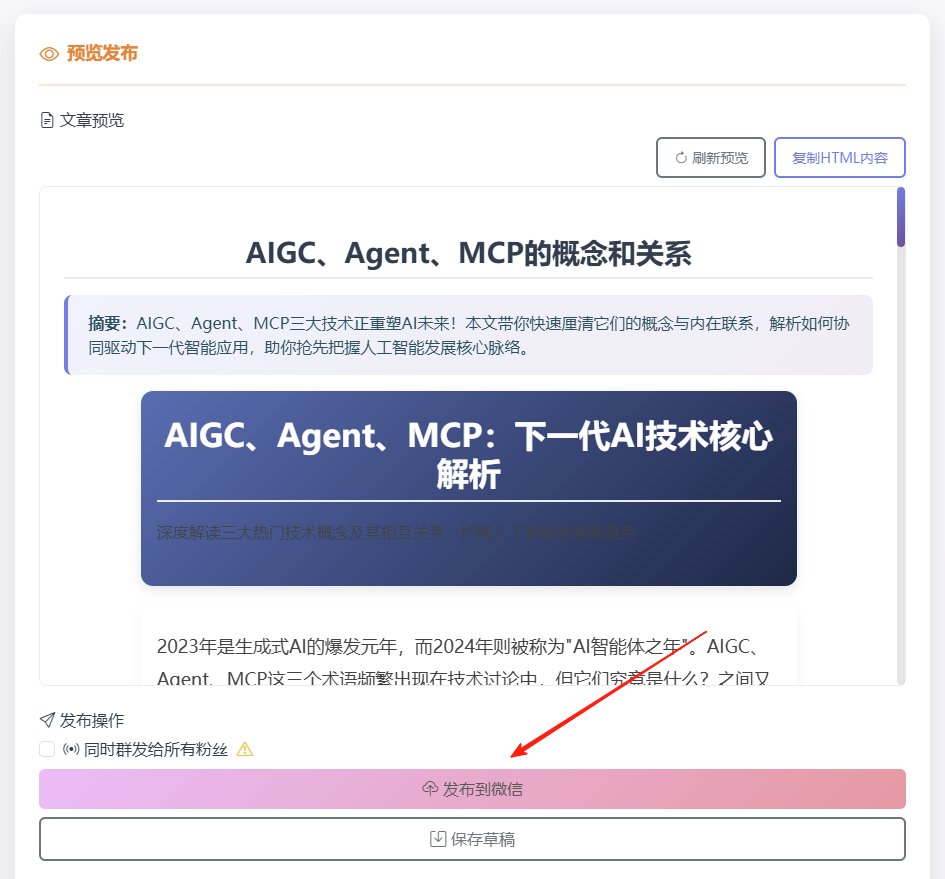 预览发布
文章预览
刷新预览
复制HTML内容
AIGC、Agent、MCP的概念和关系
摘要：AIGC、Agent、MCP三大技术正重塑AI未来！本文带你快速厘清它们的概念与内在联系，解析如何协
同驱动下一代智能应用，助你抢先把握人工智能发展核心脉络。
AIGC、Agent、MCP：下一代AI技术核心
解析
深度解读三大热门技术概念及其相互关系，把握人工智能发展新趋势
2023年是生成式AI的爆发元年，而2024年则被称为"AI智能体之年"。AIGC、
Agent、MCP这三个术语频繁出现在技术讨论中，但它们究竟是什么？之间又
发布操作
同时群发给所有粉丝
发布到微信
保存草稿